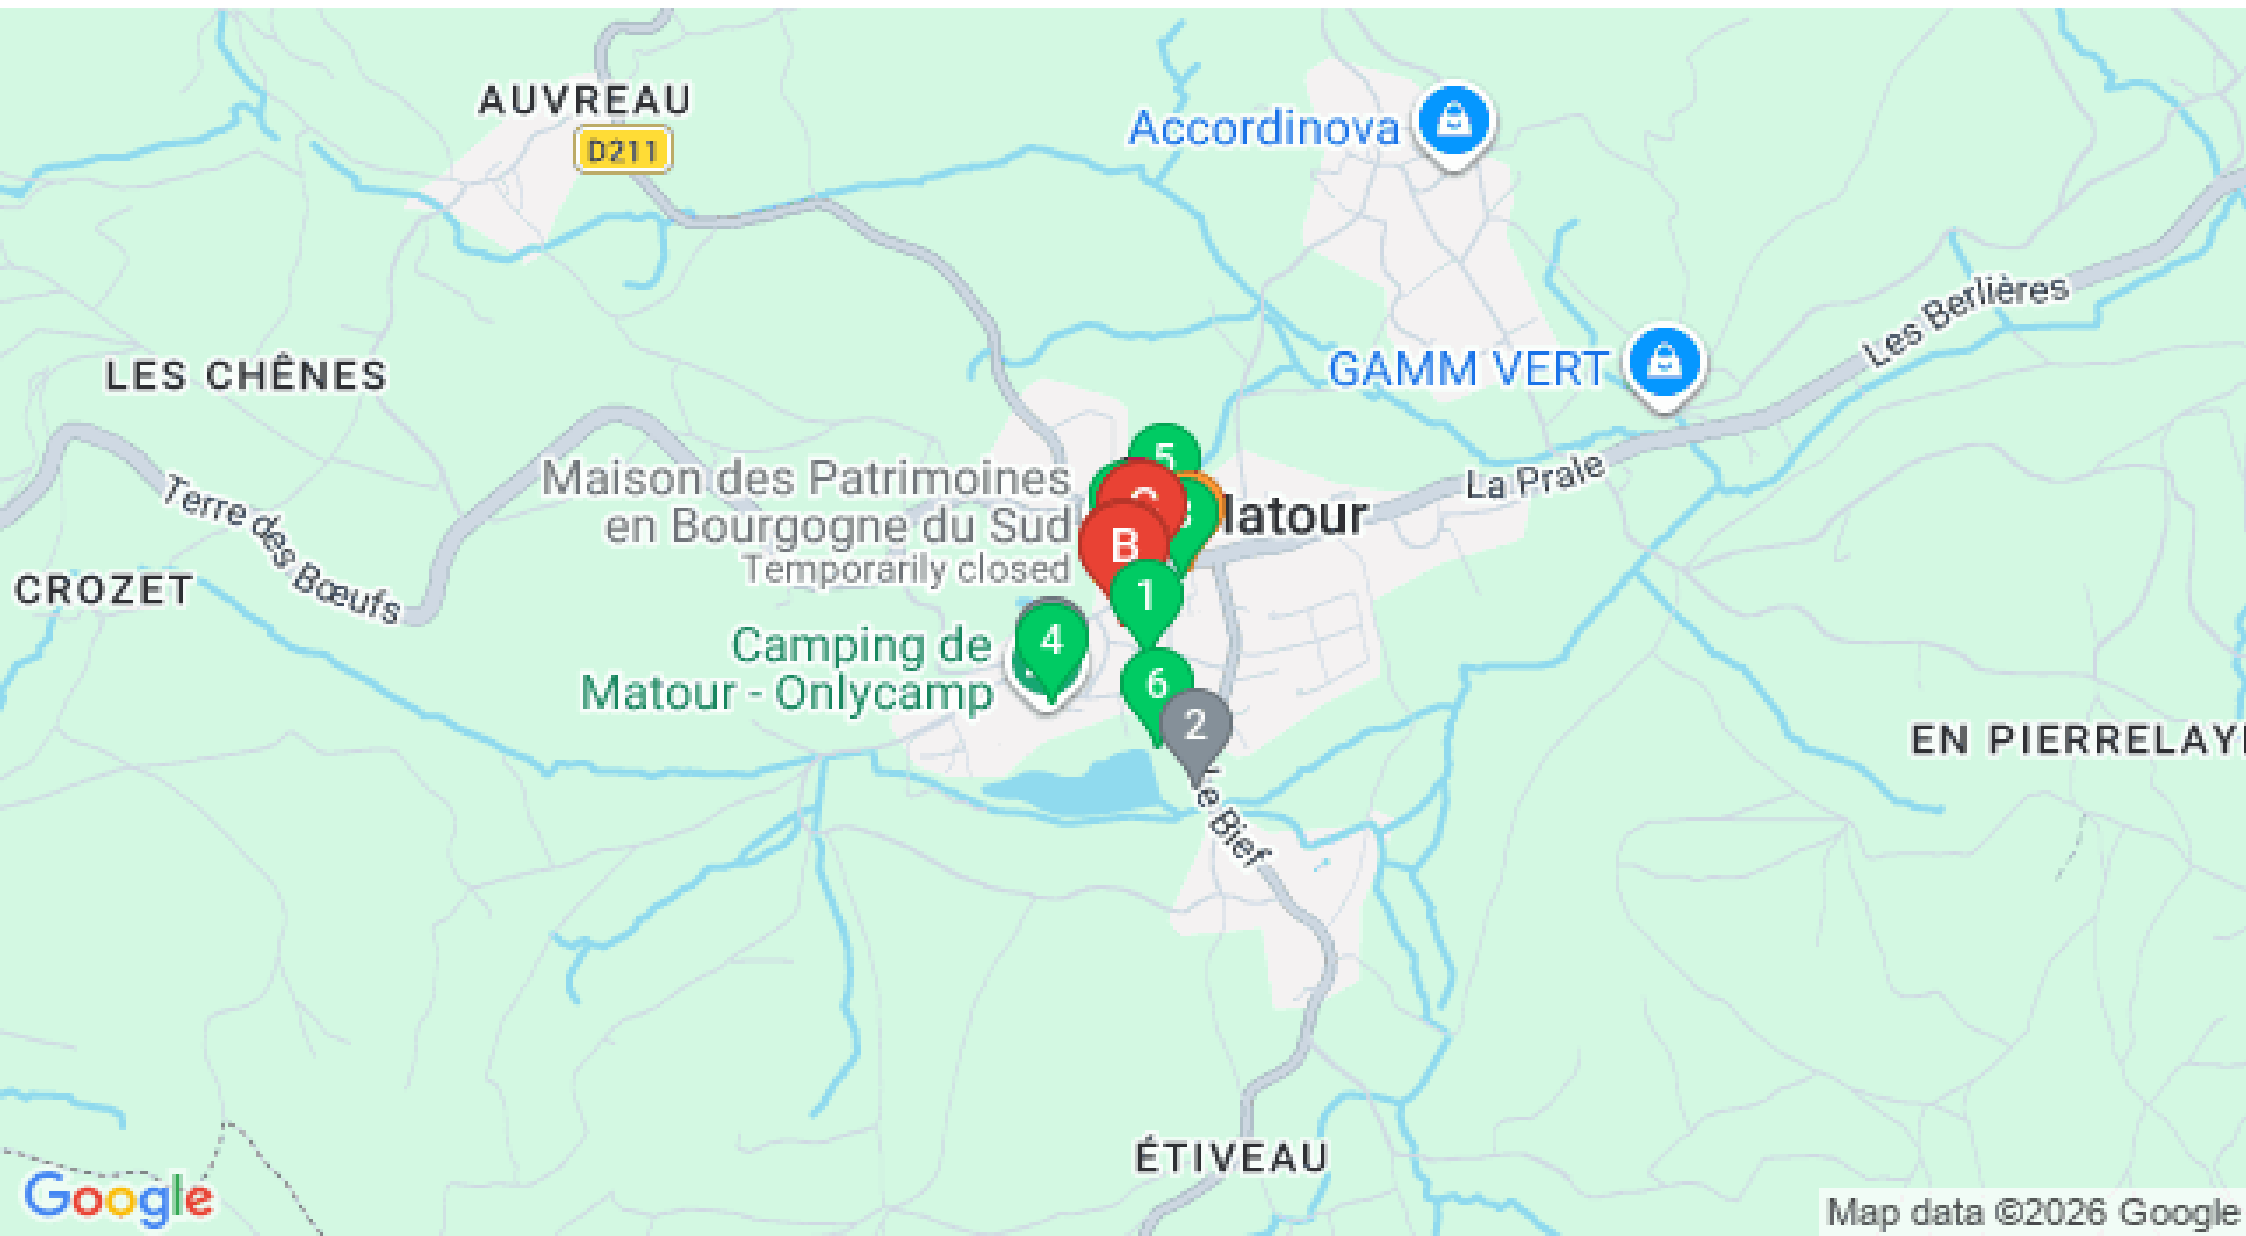 AUVREAU
D211
Accordinova
GAMM VERT
Les Berlières
LES CHÊNES
La Prale
Terre des Bœufs
Maison des Patrimoines
en Bourgogne du Sud
Temporarily closed
5
B
1
CROZET
Camping de
Matour - Onlycamp
4
6
2
Le Bief
EN PIERRELAY
ÉTIVEAU
Google
Map data ©2026 Google